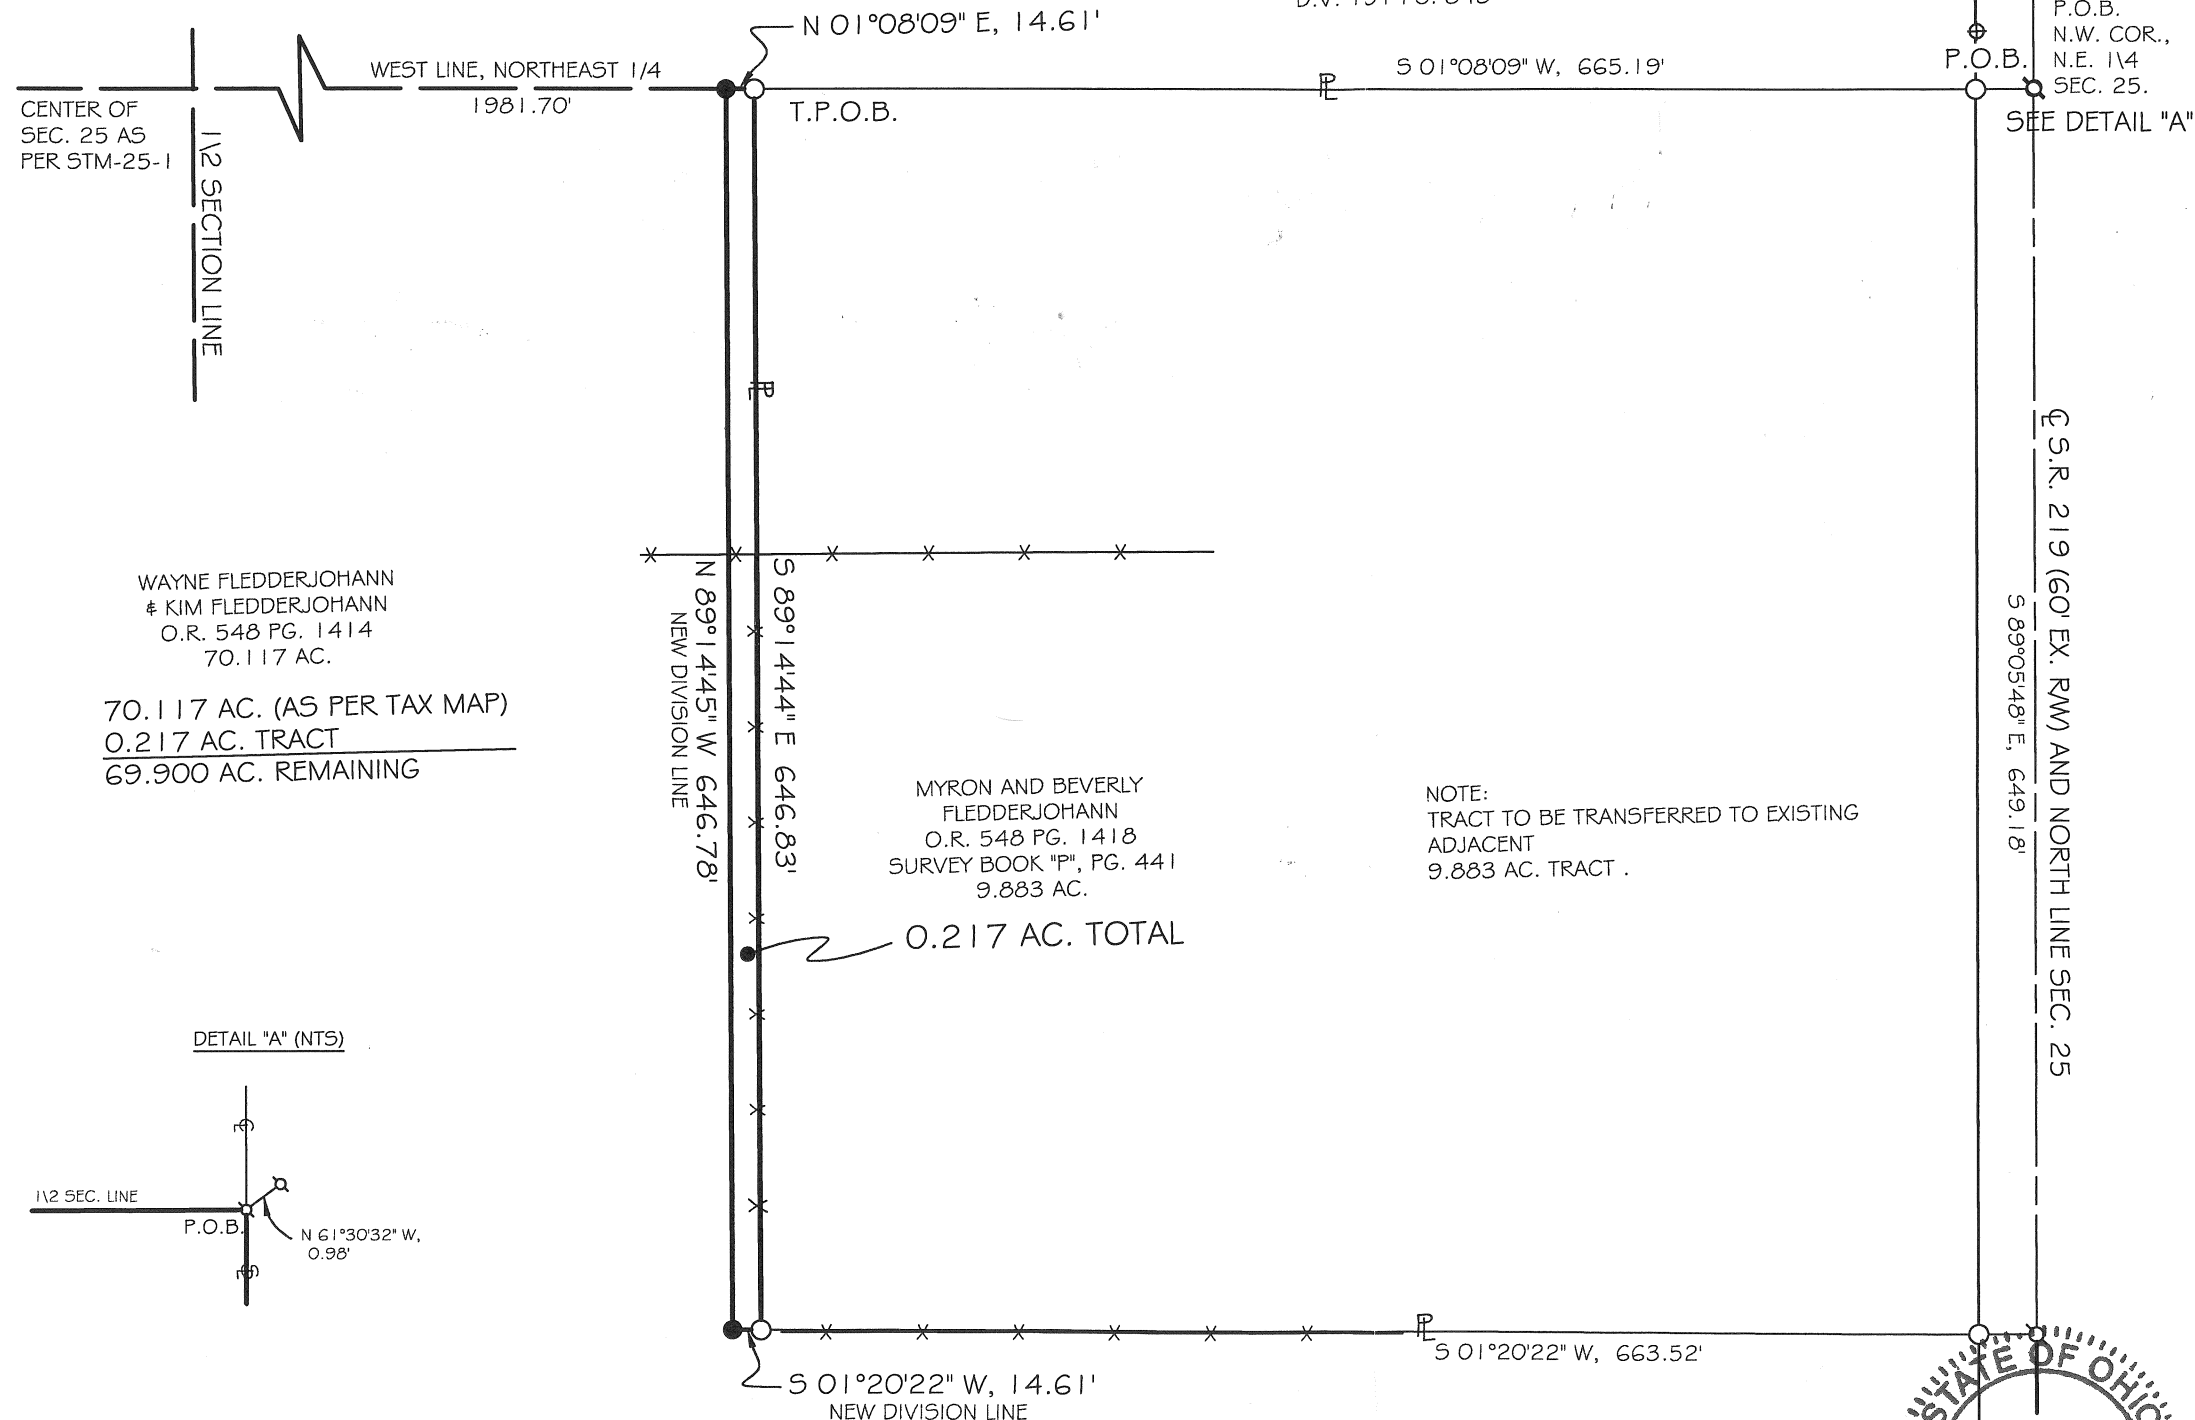 N 01°08'09" E, 14.61'
P.O.B.
N.W. COR.,
N.E. 1\4
SEC. 25.
P.O.B.
SEE DETAIL "A"
WEST LINE, NORTHEAST 1/4
1981.70'
S 01°08'09" W, 665.19'
T.P.O.B.
CENTER OF
SEC. 25 AS
PER STM-25-1
1\2 SECTION LINE
WAYNE FLEDDERJOHANN
& KIM FLEDDERJOHANN
O.R. 548 PG. 1414
70.117 AC.
70.117 AC. (AS PER TAX MAP)
0.217 AC. TRACT
69.900 AC. REMAINING
N 89°14'45" W 646.78'
NEW DIVISION LINE
S 89°14'44" E 646.83'
MYRON AND BEVERLY
FLEDDERJOHANN
O.R. 548 PG. 1418
SURVEY BOOK "P", PG. 441
9.883 AC.
0.217 AC. TOTAL
NOTE:
TRACT TO BE TRANSFERRED TO EXISTING
ADJACENT
9.883 AC. TRACT .
S 89°05'48" E, 649.18'
℄ S.R. 219 (60' EX. R/W) AND NORTH LINE SEC. 25
DETAIL "A" (NTS)
1\2 SEC. LINE
P.O.B.
N 61°30'32" W,
0.98'
S 01°20'22" W, 663.52'
S 01°20'22" W, 14.61'
NEW DIVISION LINE
STATE OF OHIO